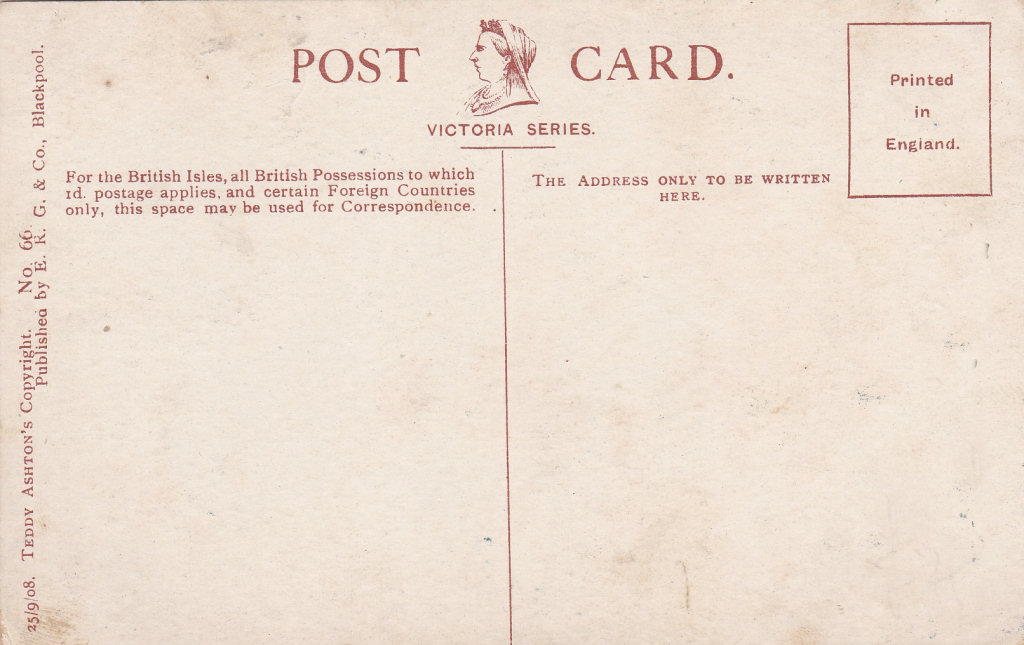 POST CARD.
VICTORIA SERIES.
Printed
in
England.
For the British Isles, all British Possessions to which
1d. postage applies, and certain Foreign Countries
only, this space may be used for Correspondence.
THE ADDRESS ONLY TO BE WRITTEN
HERE.
25/9/08. TEDDY ASHTON'S Copyright. No. 66.
Published by E. R. G. & Co., Blackpool.